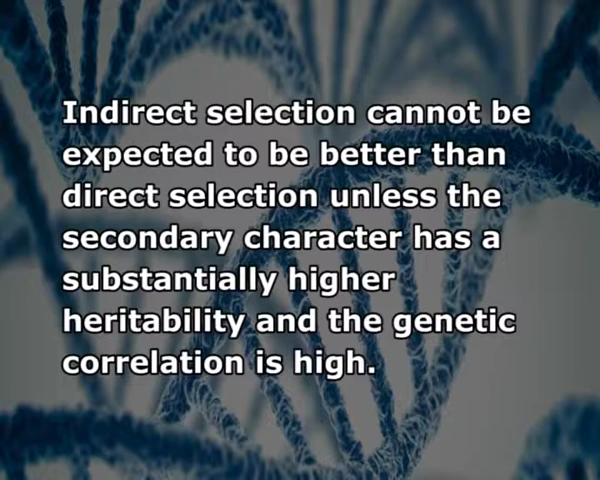 Indirect selection cannot be
expected to be better than
direct selection unless the
secondary character has a
substantially higher
heritability and the genetic
correlation is high.